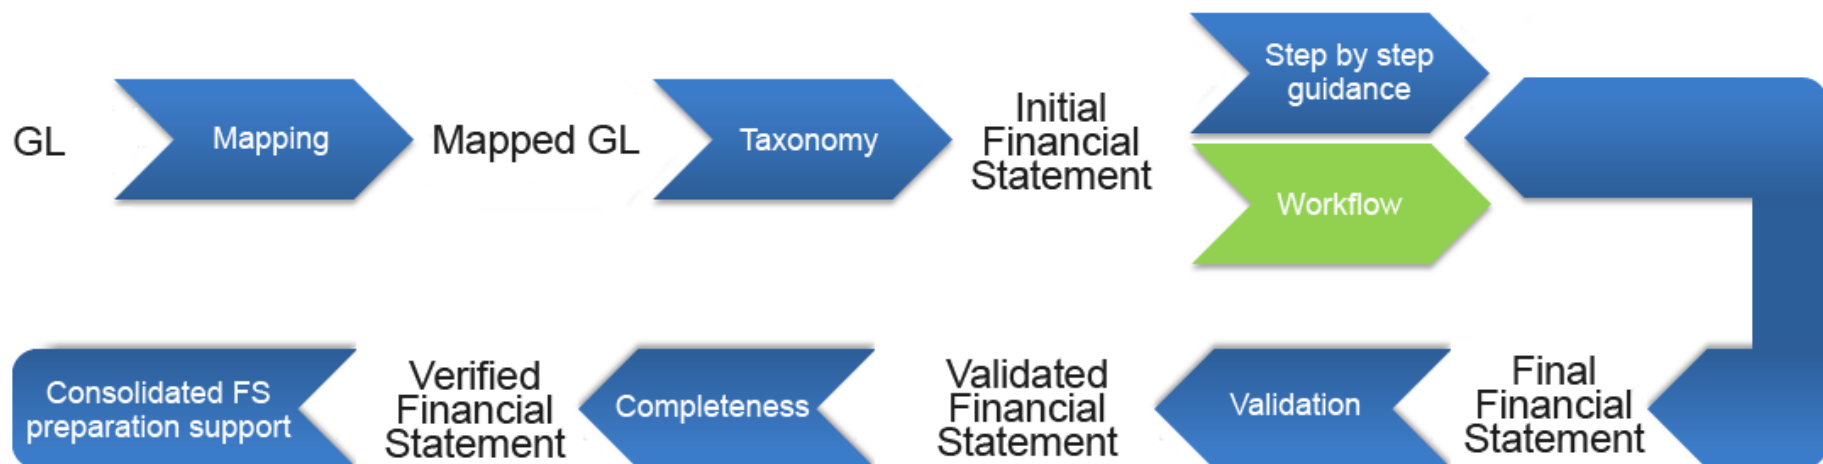 GL
Mapping
Mapped GL
Taxonomy
Initial
Financial
Statement
Step by step
guidance
Workflow
Consolidated FS
preparation support
Verified
Financial
Statement
Completeness
Validated
Financial
Statement
Validation
Final
Financial
Statement